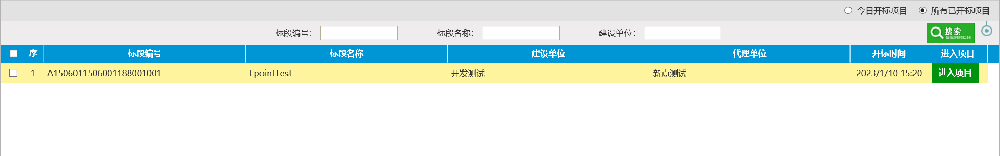 今日开标项目 所有已开标项目
标段编号： 标段名称： 建设单位： 搜索 SEARCH
序 标段编号 标段名称 建设单位 代理单位 开标时间 进入项目
1 A1506011506001188001001 EpointTest 开发测试 新点测试 2023/1/10 15:20 进入项目